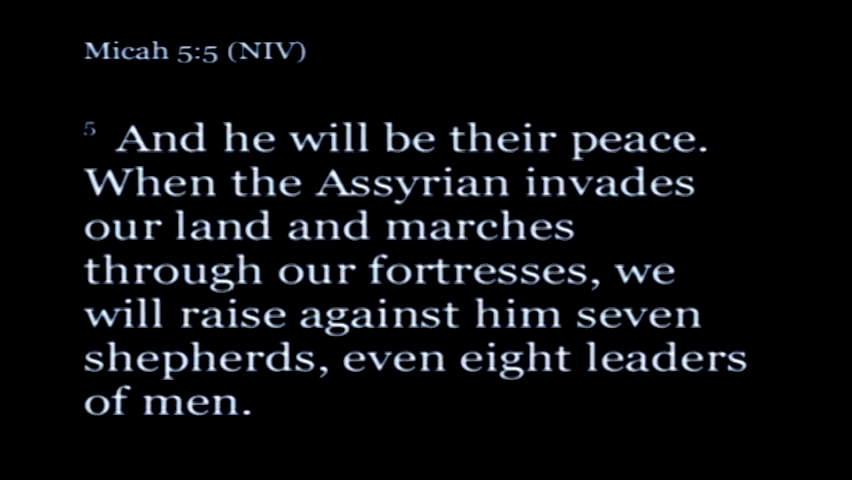 Micah 5:5 (NIV)
5 And he will be their peace.
When the Assyrian invades
our land and marches
through our fortresses, we
will raise against him seven
shepherds, even eight leaders
of men.